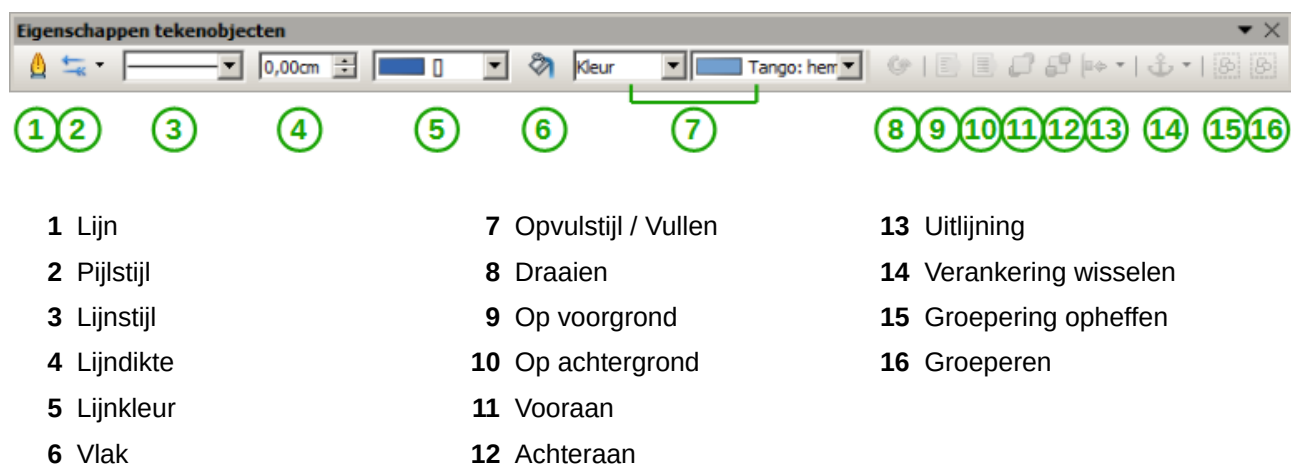 Eigenschappen tekenobjecten
0,00cm
Kleur
Tango: hem
1 2 3 4 5 6 7 8 9 10 11 12 13 14 15 16
1 Lijn
2 Pijlstijl
3 Lijnstijl
4 Lijndikte
5 Lijnkleur
6 Vlak
7 Opvulstijl / Vullen
8 Draaien
9 Op voorgrond
10 Op achtergrond
11 Vooraan
12 Achteraan
13 Uitlijning
14 Verankering wisselen
15 Groepering opheffen
16 Groeperen